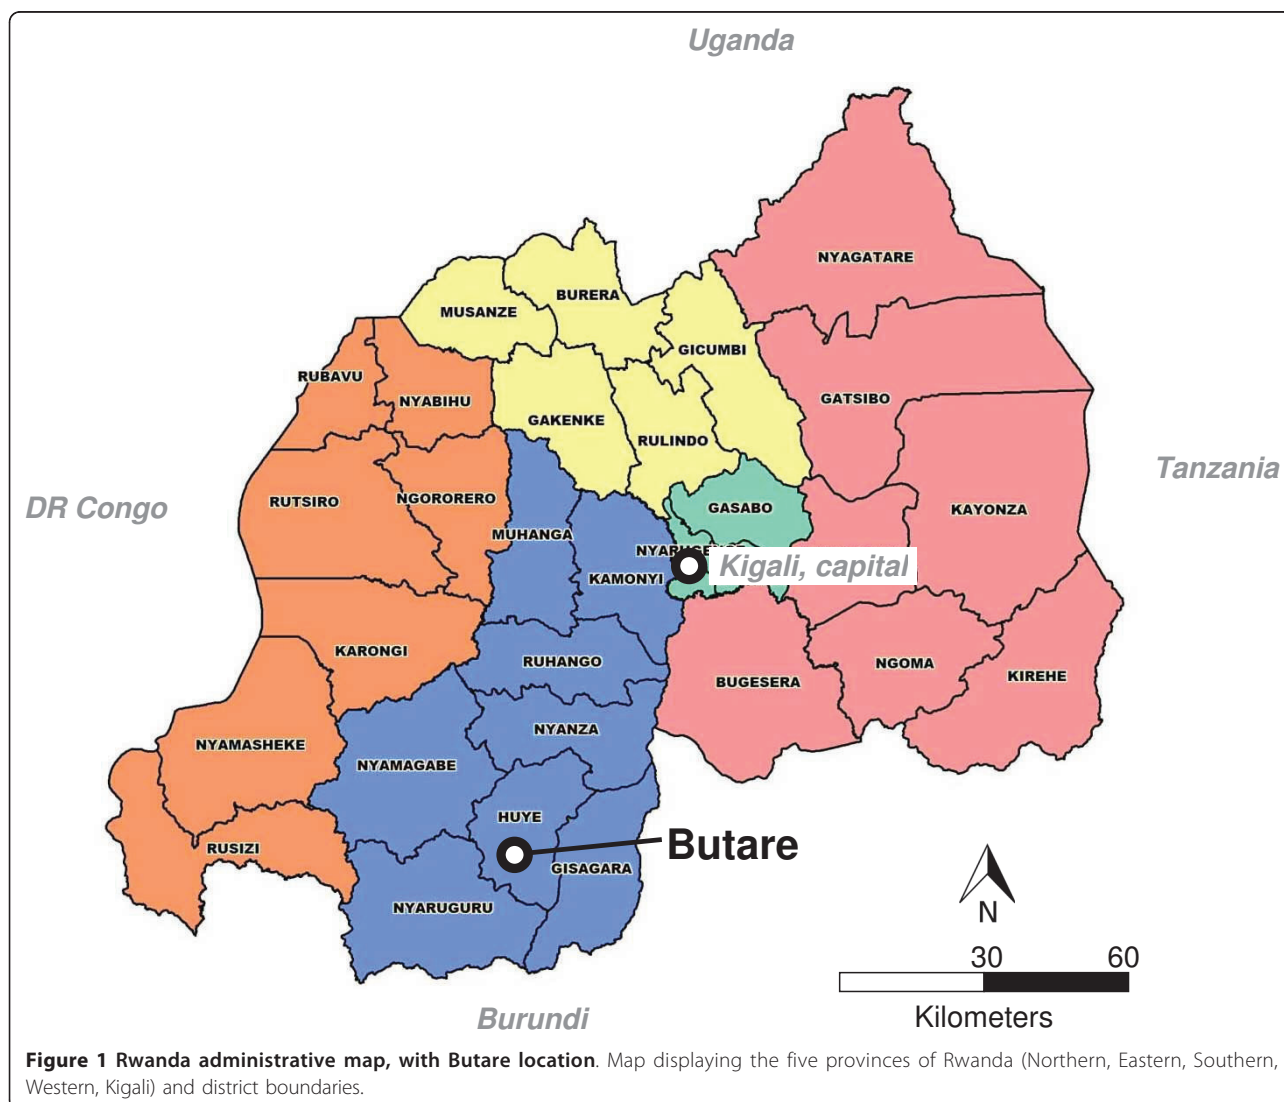 Uganda
NYAGATARE
BURERA
MUSANZE
GICUMBI
RUBAVU
NYABIHU
GATSIBO
GAKENKE
RULINDO
Tanzania
DR Congo
RUTSIRO
NGORORERO
GASABO
KAYONZA
MUHANGA
KAMONYI
Kigali, capital
KARONGI
RUHANGO
NGOMA
KIREHE
BUGESERA
NYANZA
NYAMASHEKE
NYAMAGABE
HUYE
Butare
RUSIZI
GISAGARA
NYARUGURU
N
30 60
Kilometers
Burundi
Figure 1 Rwanda administrative map, with Butare location. Map displaying the five provinces of Rwanda (Northern, Eastern, Southern,
Western, Kigali) and district boundaries.